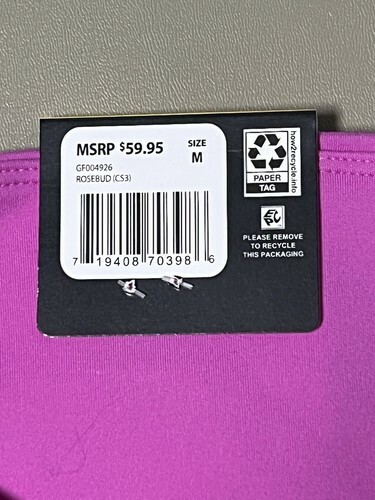 MSRP $59.95
SIZE
M
GF004926
ROSEBUD (CS3)
7 19408 70398 6
how2recycle.info
PAPER
TAG
PLEASE REMOVE
TO RECYCLE
THIS PACKAGING